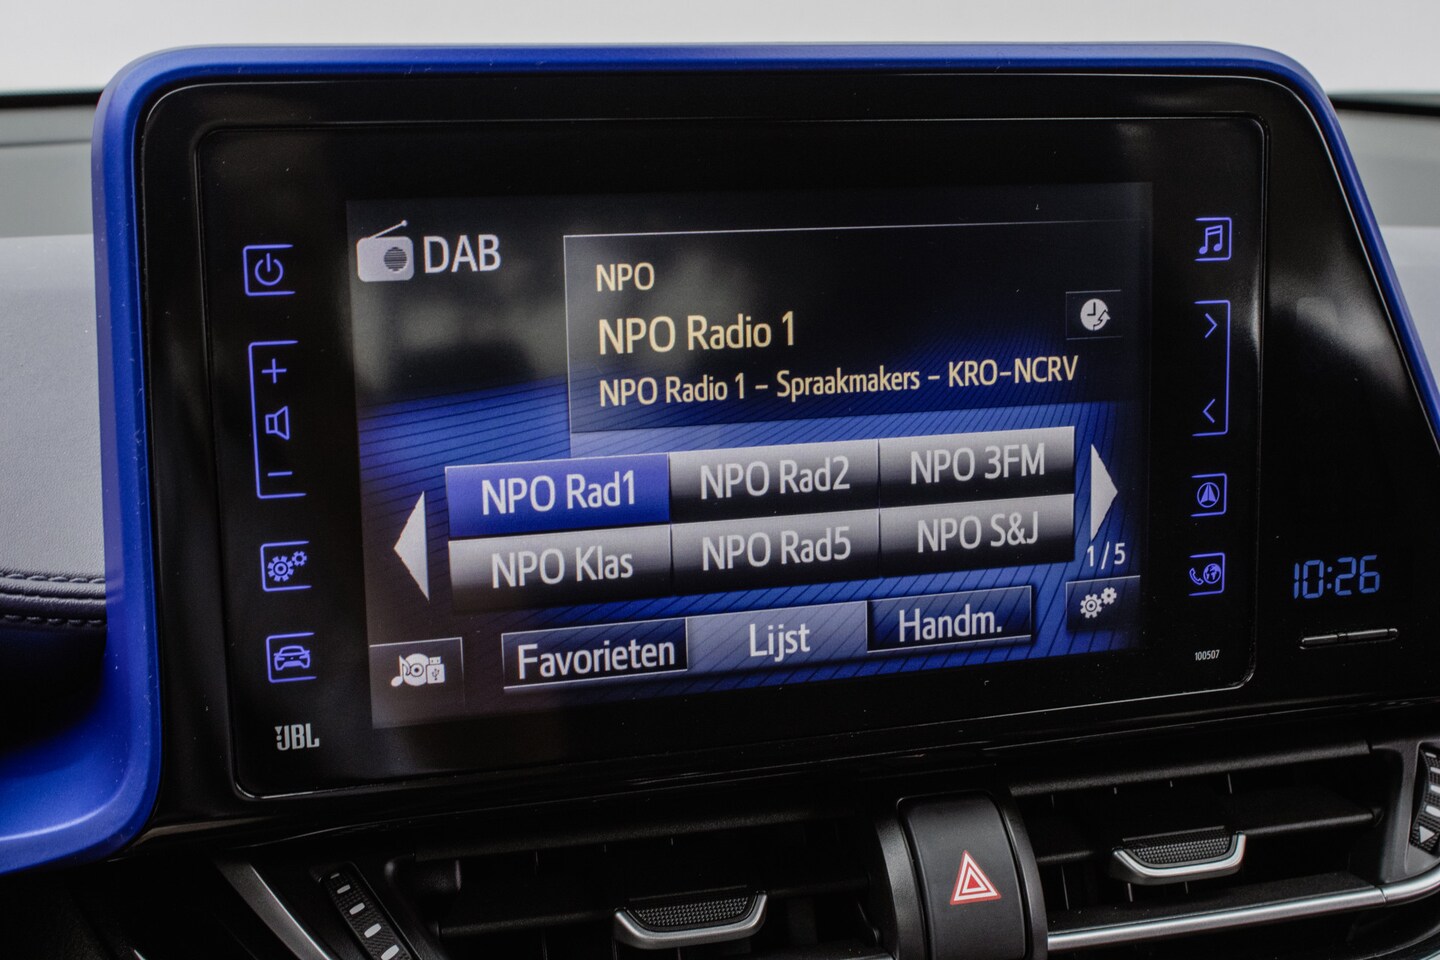 DAB
NPO
NPO Radio 1
NPO Radio 1 - Spraakmakers - KRO-NCRV
NPO Rad1
NPO Rad2
NPO 3FM
NPO Klas
NPO Rad5
NPO S&J
1/5
Favorieten
Lijst
Handm.
10:26
100507
JBL